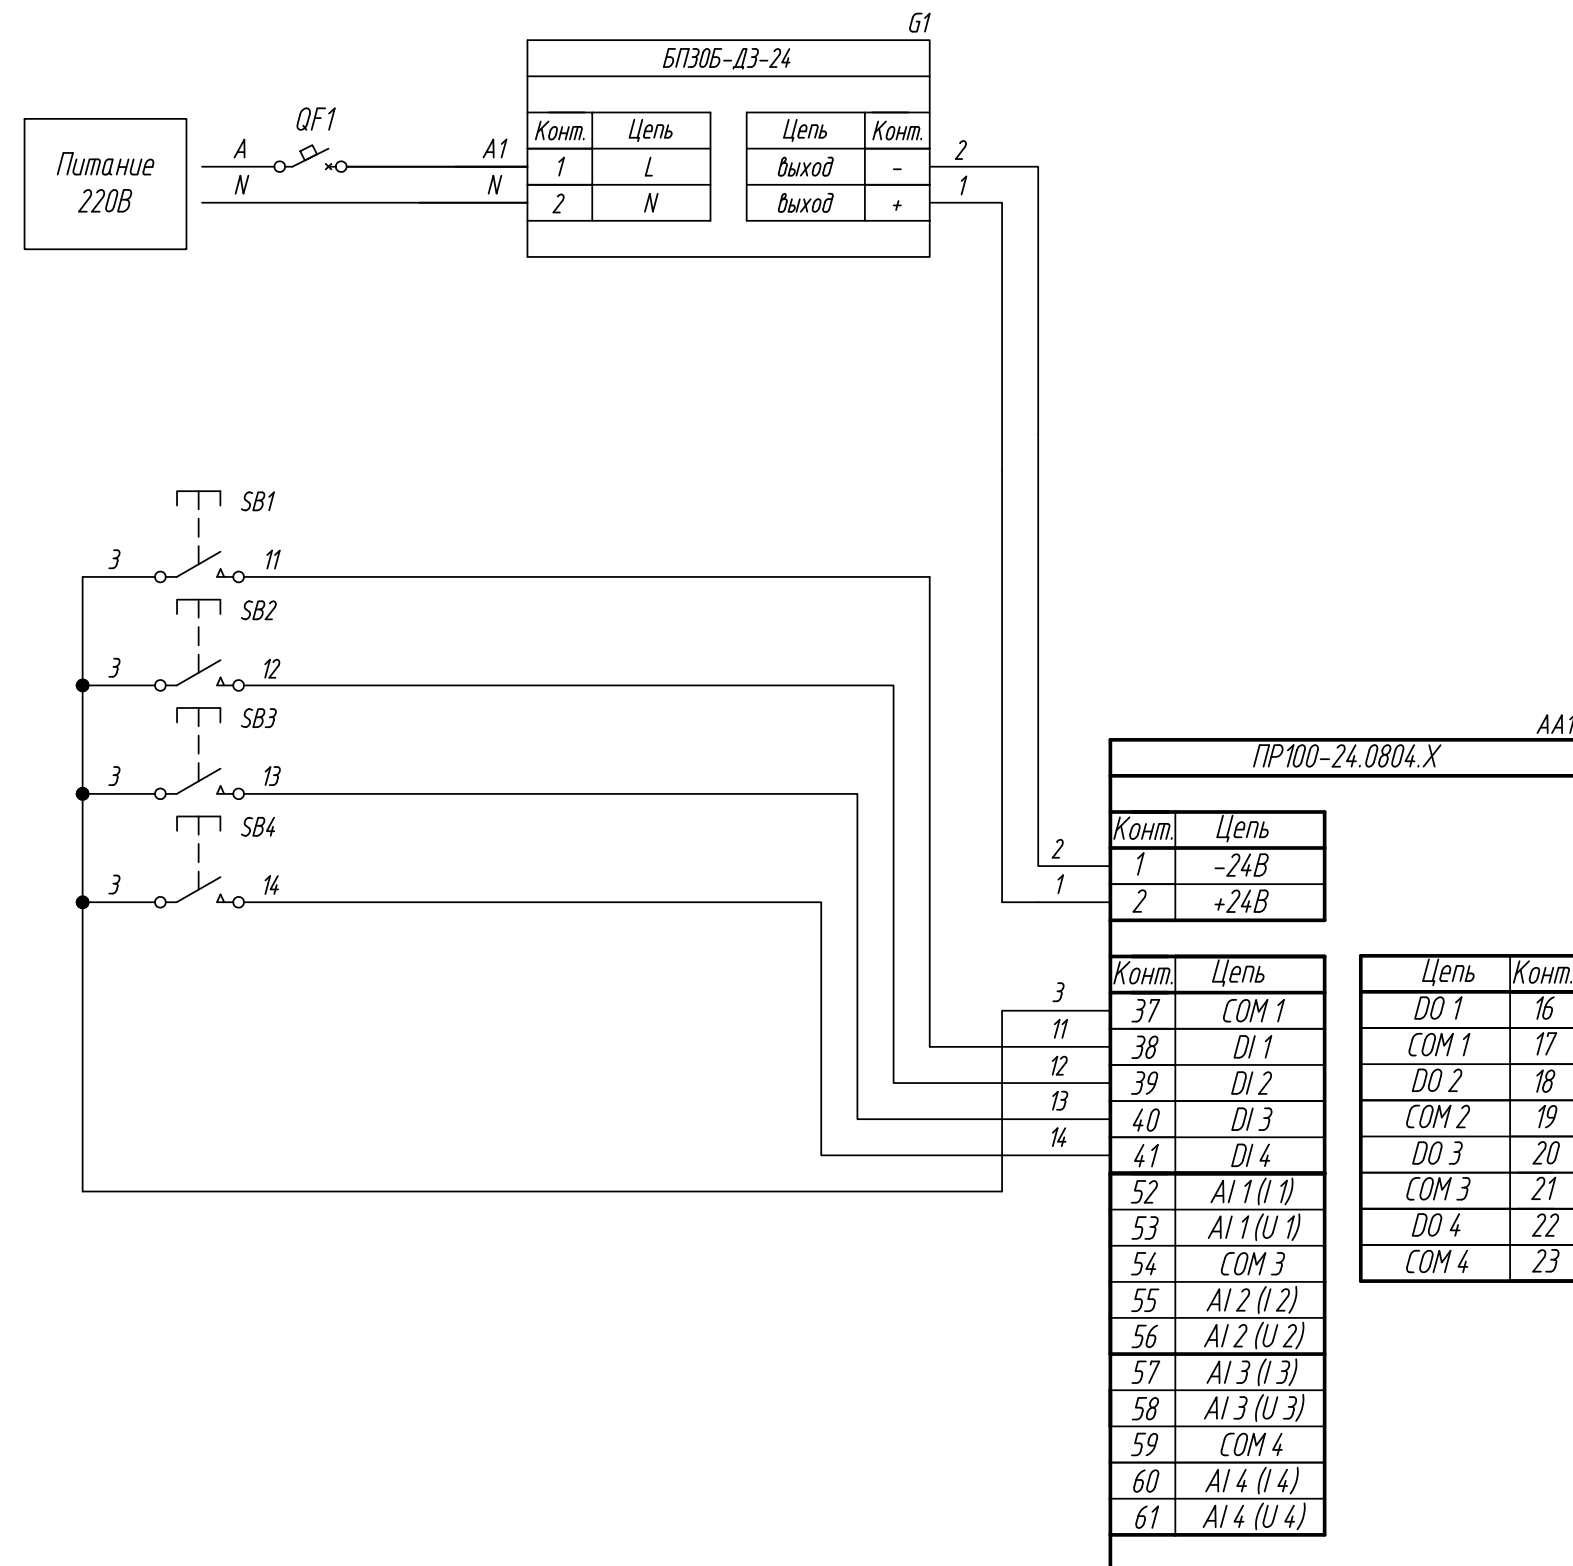 G1
БП30Б-Д3-24
Питание
220В
QF1
A
N
A1
N
Конт. Цепь
1 L
2 N
Цепь Конт.
выход -
выход +
2
1
SB1
3 11
SB2
3 12
SB3
3 13
SB4
3 14
AA1
ПР100-24.0804.X
Конт. Цепь
2 1 -24В
1 2 +24В
Конт. Цепь
3 37 COM 1
11 38 DI 1
12 39 DI 2
13 40 DI 3
14 41 DI 4
52 AI 1 (I 1)
53 AI 1 (U 1)
54 COM 3
55 AI 2 (I 2)
56 AI 2 (U 2)
57 AI 3 (I 3)
58 AI 3 (U 3)
59 COM 4
60 AI 4 (I 4)
61 AI 4 (U 4)
Цепь Конт.
DO 1 16
COM 1 17
DO 2 18
COM 2 19
DO 3 20
COM 3 21
DO 4 22
COM 4 23